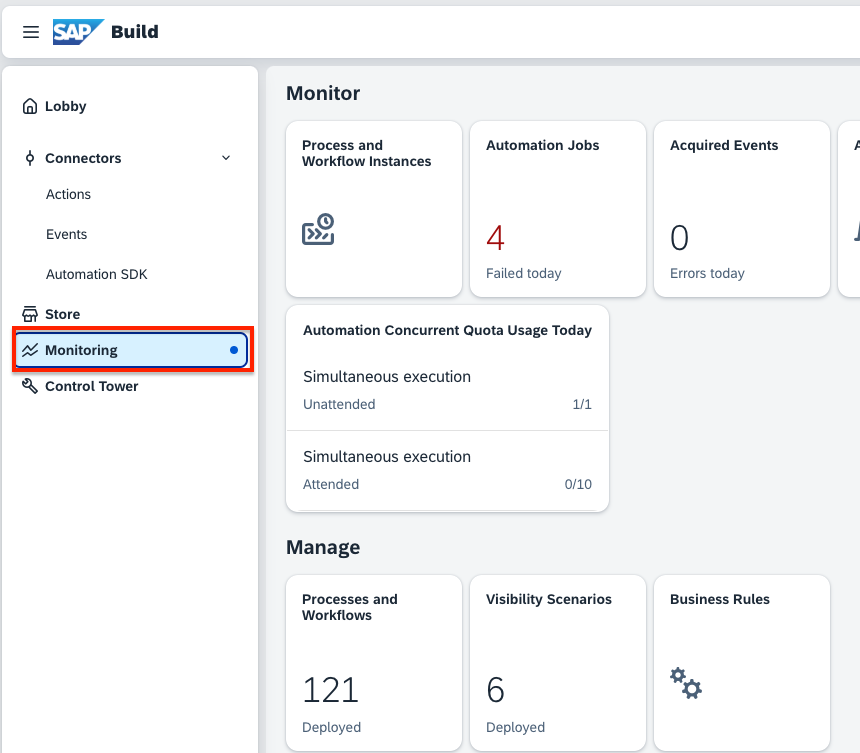 SAP Build
Lobby
Connectors
Actions
Events
Automation SDK
Store
Monitoring
Control Tower
Monitor
Process and
Workflow Instances
Automation Jobs
4
Failed today
Acquired Events
0
Errors today
Automation Concurrent Quota Usage Today
Simultaneous execution
Unattended 1/1
Simultaneous execution
Attended 0/10
Manage
Processes and
Workflows
121
Deployed
Visibility Scenarios
6
Deployed
Business Rules